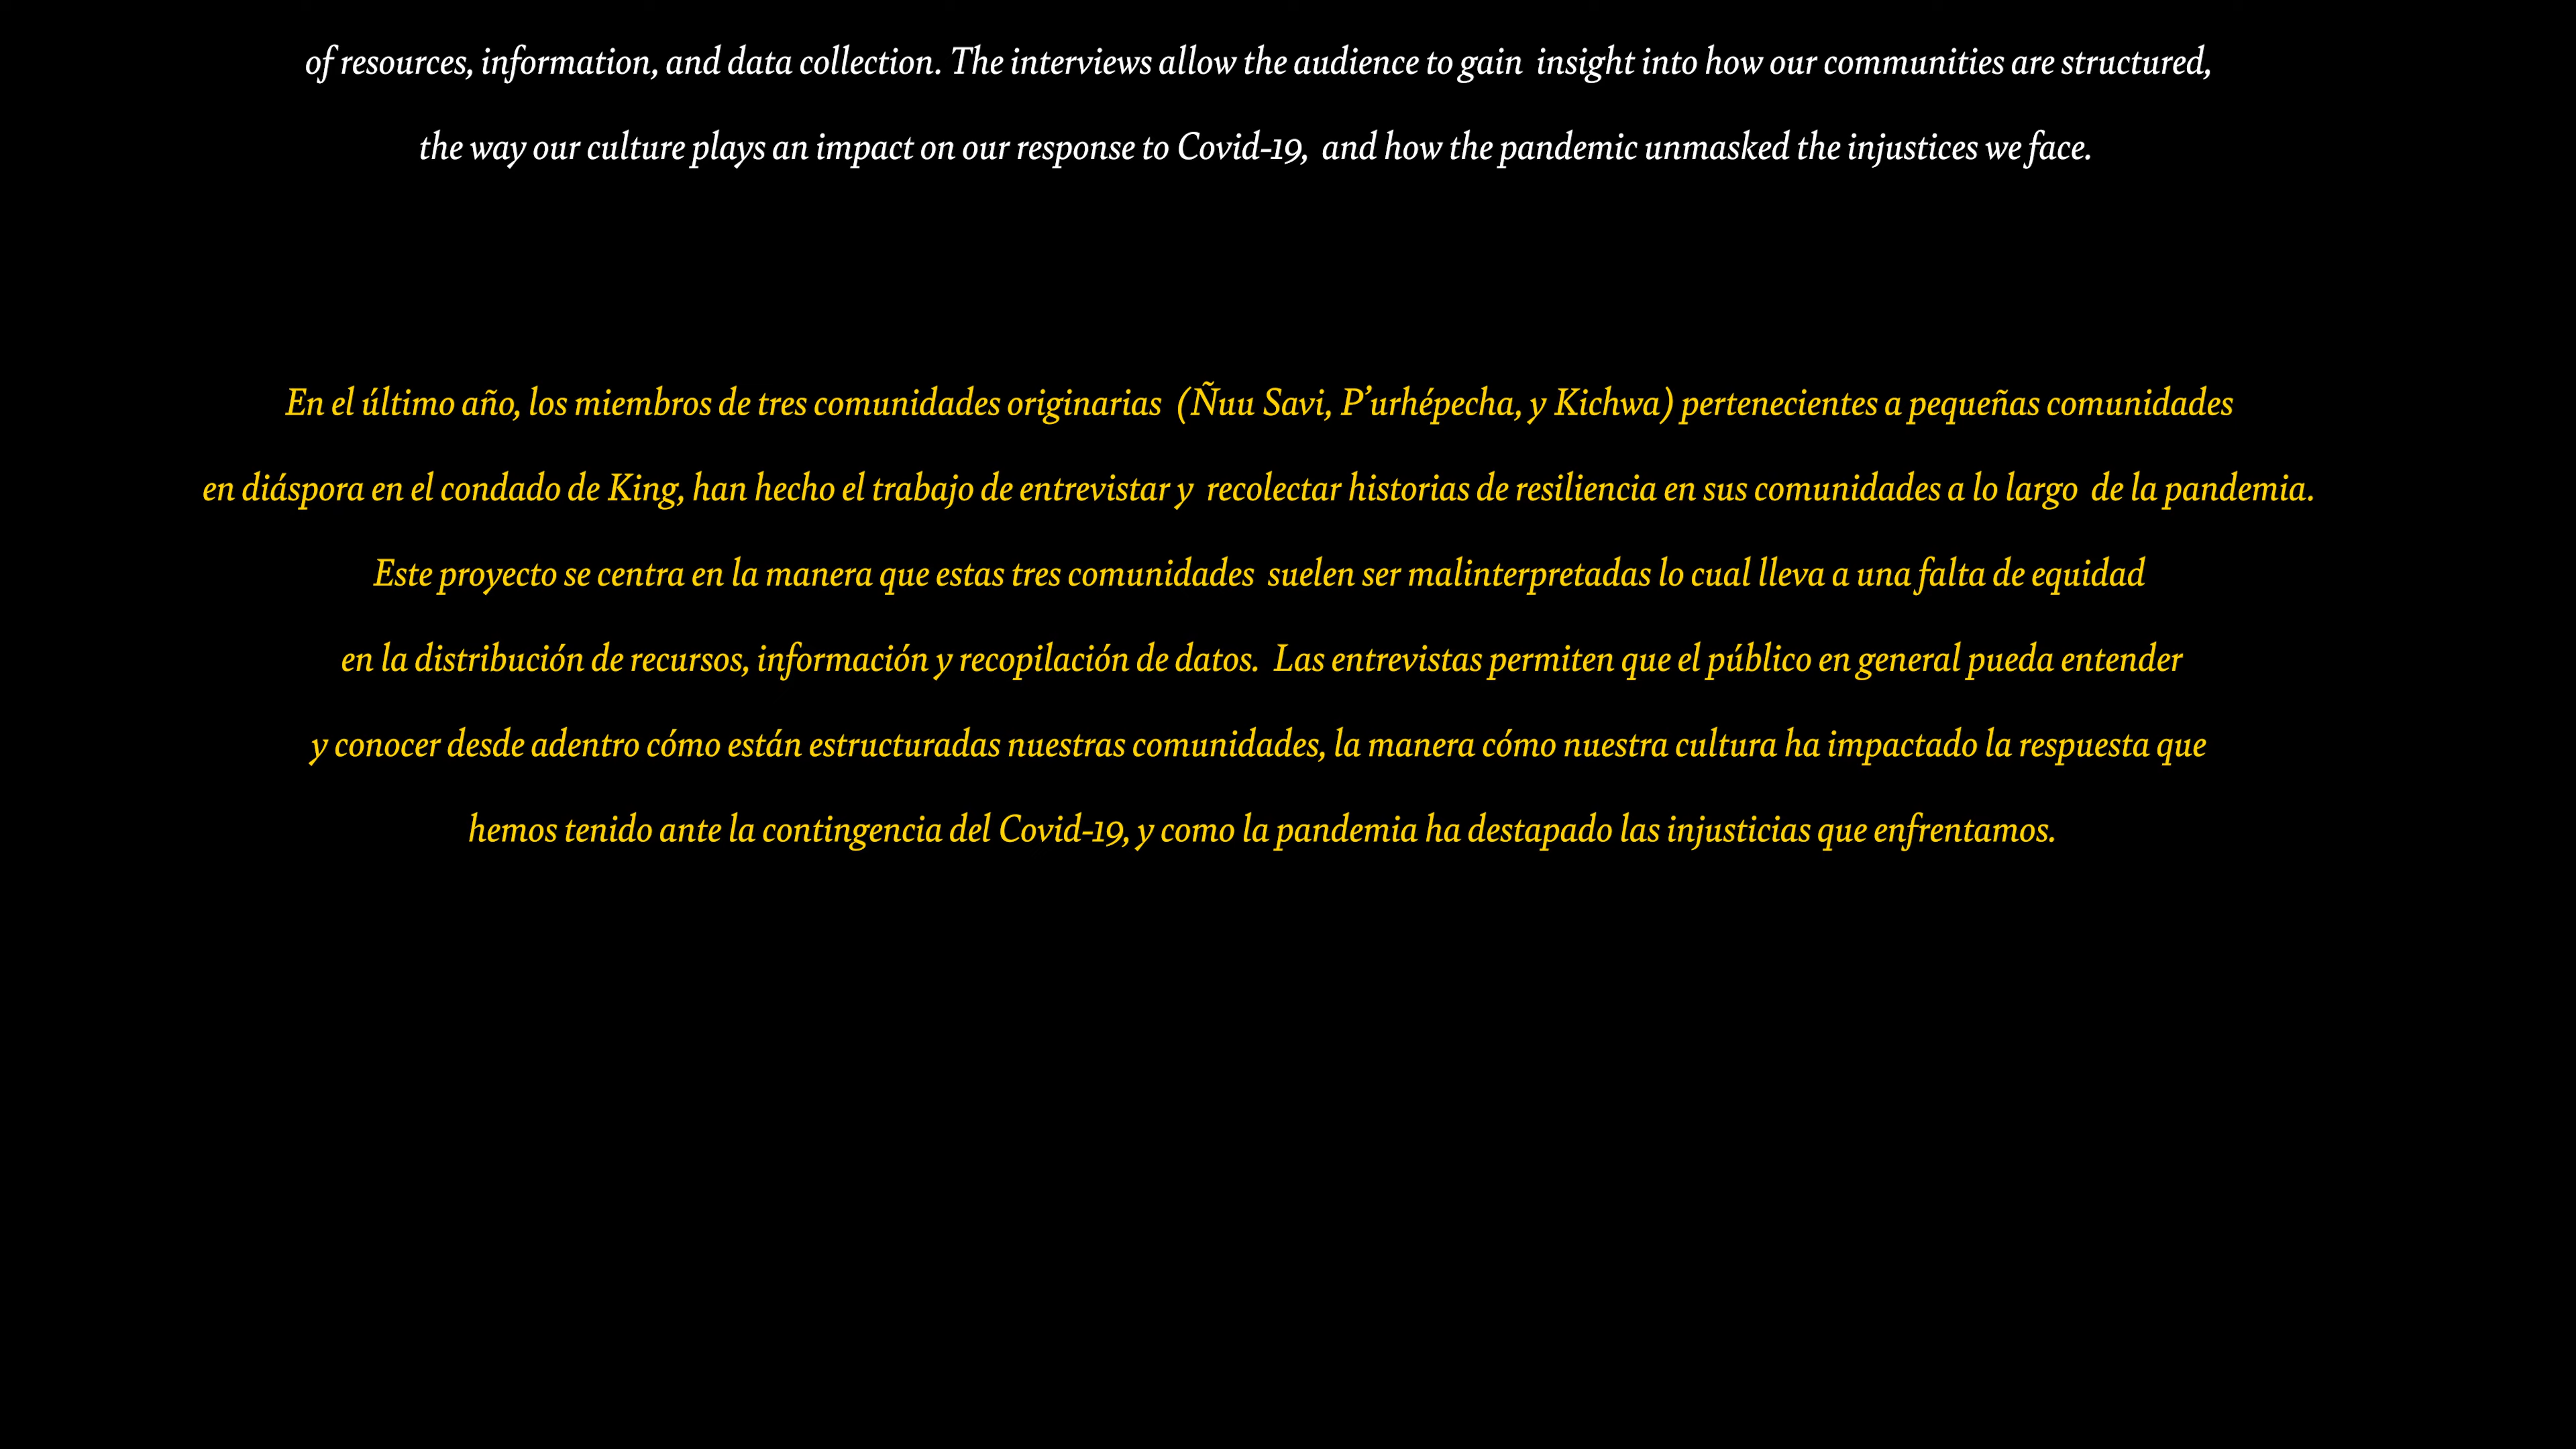 of resources, information, and data collection. The interviews allow the audience to gain insight into how our communities are structured,
the way our culture plays an impact on our response to Covid-19, and how the pandemic unmasked the injustices we face.
En el último año, los miembros de tres comunidades originarias (Ñuu Savi, P’urhépecha, y Kichwa) pertenecientes a pequeñas comunidades
en diáspora en el condado de King, han hecho el trabajo de entrevistar y recolectar historias de resiliencia en sus comunidades a lo largo de la pandemia.
Este proyecto se centra en la manera que estas tres comunidades suelen ser malinterpretadas lo cual lleva a una falta de equidad
en la distribución de recursos, información y recopilación de datos. Las entrevistas permiten que el público en general pueda entender
y conocer desde adentro cómo están estructuradas nuestras comunidades, la manera cómo nuestra cultura ha impactado la respuesta que
hemos tenido ante la contingencia del Covid-19, y como la pandemia ha destapado las injusticias que enfrentamos.